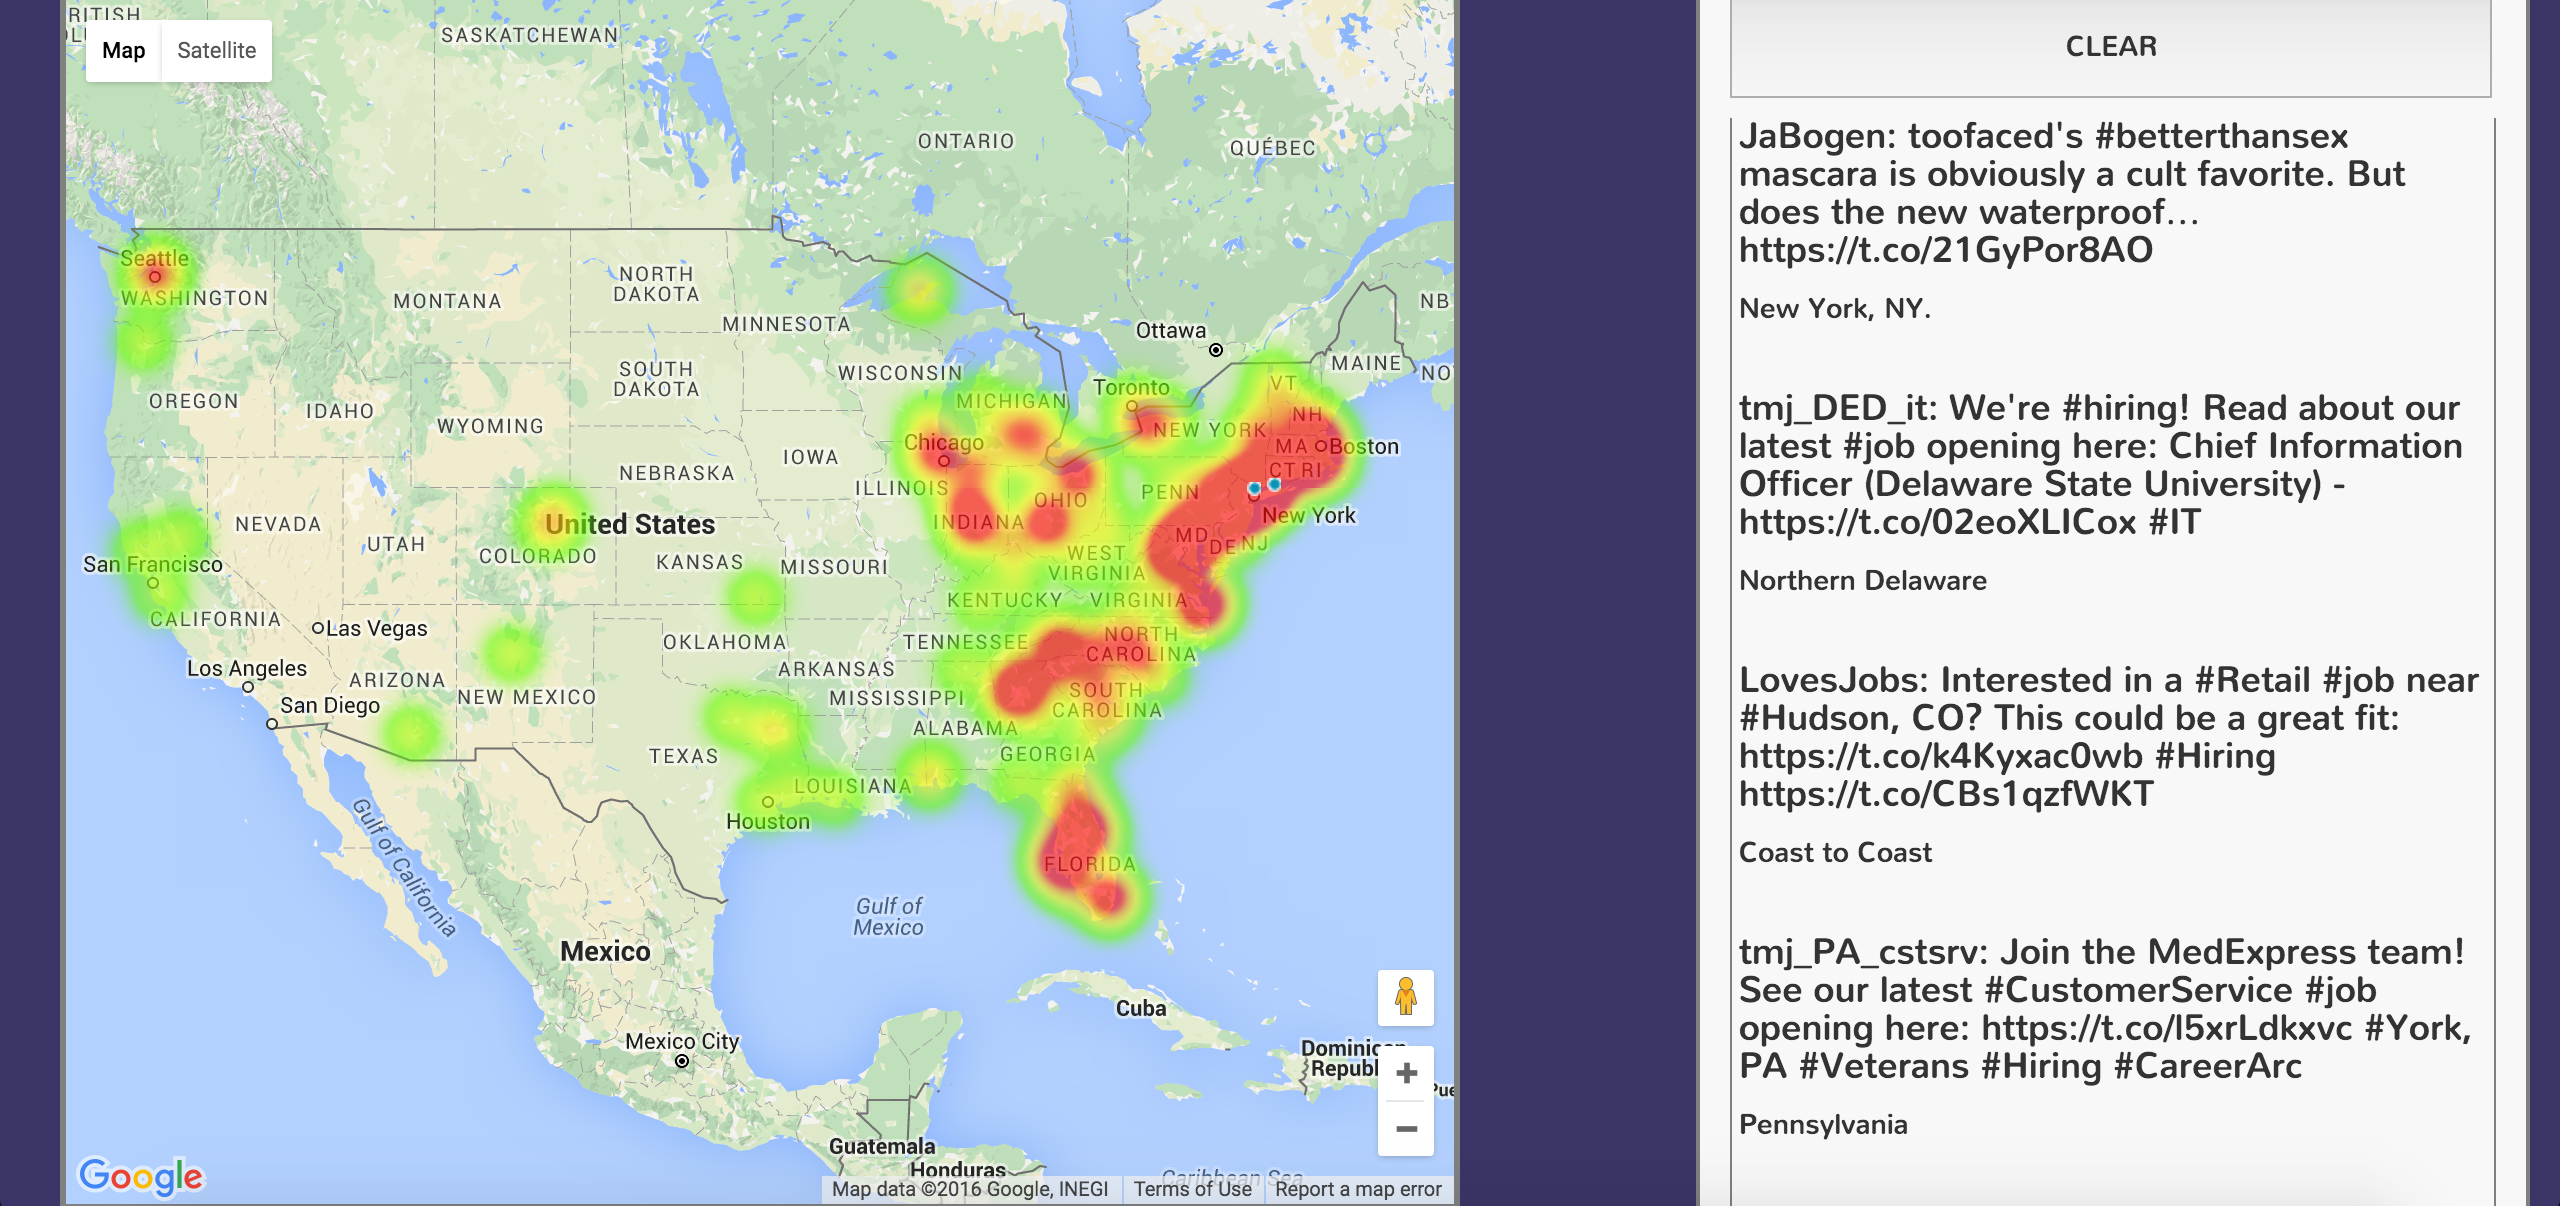 RITISH
Map
Satellite
SASKATCHEWAN
ONTARIO
QUÉBEC
Seattle
WASHINGTON
MONTANA
NORTH
DAKOTA
MINNESOTA
NB
Ottawa
MAINE
NO
OREGON
IDAHO
WYOMING
SOUTH
DAKOTA
WISCONSIN
MICHIGAN
Toronto
VT
NH
NEW YORK
MA
Boston
CT RI
Chicago
IOWA
NEBRASKA
ILLINOIS
OHIO
PENN
New York
NEVADA
UTAH
United States
COLORADO
KANSAS
MISSOURI
INDIANA
WEST
VIRGINIA
MD
DE
NJ
San Francisco
CALIFORNIA
Las Vegas
KENTUCKY
VIRGINIA
OKLAHOMA
TENNESSEE
NORTH
CAROLINA
Los Angeles
ARIZONA
NEW MEXICO
ARKANSAS
MISSISSIPPI
SOUTH
CAROLINA
San Diego
ALABAMA
TEXAS
GEORGIA
LOUISIANA
Houston
FLORIDA
Gulf of California
Gulf of
Mexico
Mexico
Cuba
Mexico City
Dominican
Republ
Pue
Guatemala
Honduras
Caribbean Sea
Google
Map data ©2016 Google, INEGI
Terms of Use
Report a map error
CLEAR
JaBogen: toofaced's #betterthansex
mascara is obviously a cult favorite. But
does the new waterproof…
https://t.co/21GyPor8AO
New York, NY.
tmj_DED_it: We're #hiring! Read about our
latest #job opening here: Chief Information
Officer (Delaware State University) -
https://t.co/02eoXLICox #IT
Northern Delaware
LovesJobs: Interested in a #Retail #job near
#Hudson, CO? This could be a great fit:
https://t.co/k4Kyxac0wb #Hiring
https://t.co/CBs1qzfWKT
Coast to Coast
tmj_PA_cstsrv: Join the MedExpress team!
See our latest #CustomerService #job
opening here: https://t.co/l5xrLdkxvc #York,
PA #Veterans #Hiring #CareerArc
Pennsylvania